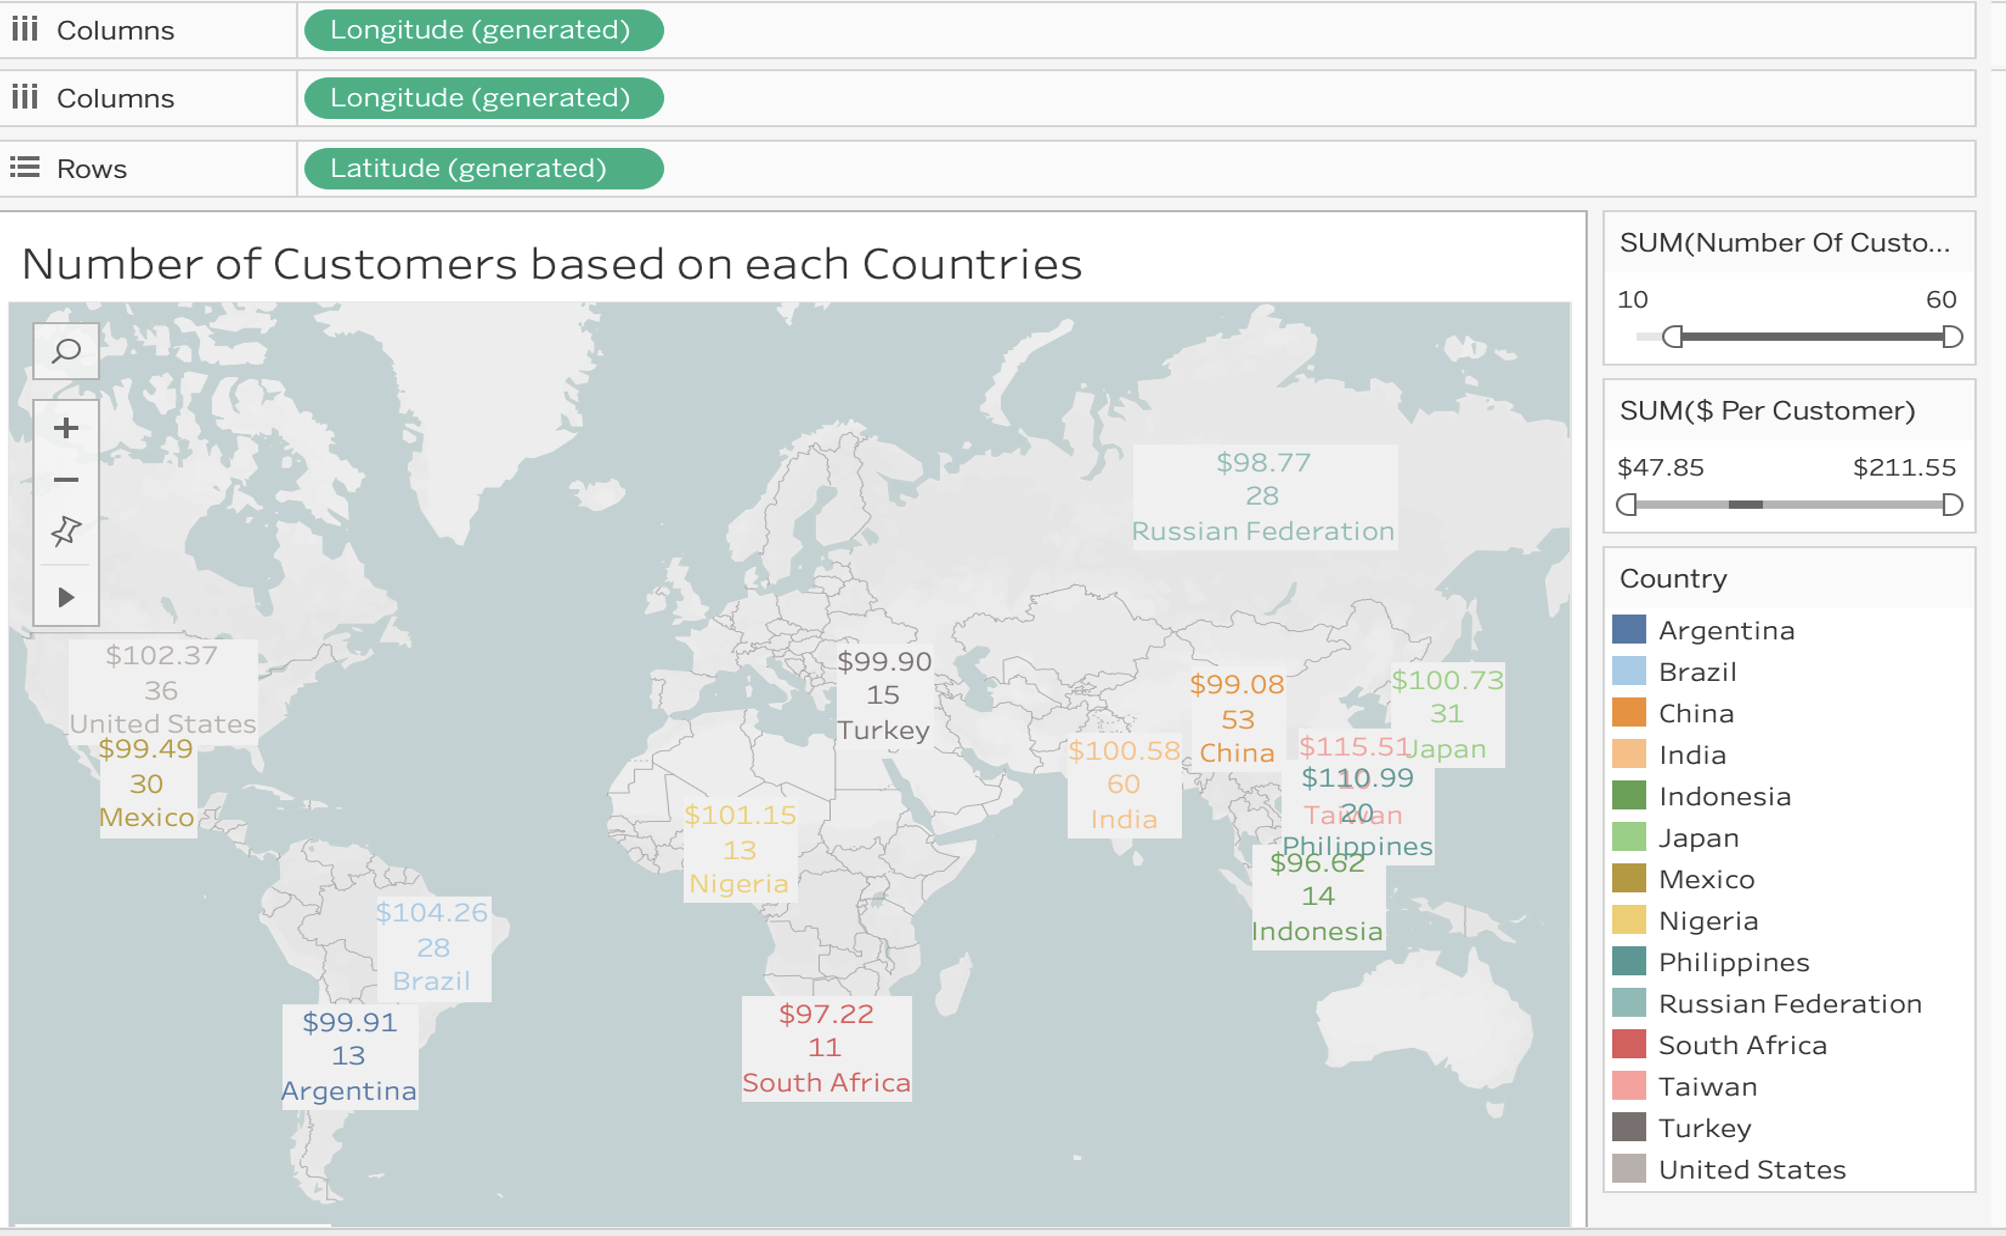 Columns
Longitude (generated)
Columns
Longitude (generated)
Rows
Latitude (generated)
Number of Customers based on each Countries
$98.77
28
Russian Federation
$102.37
36
United States
$99.49
30
Mexico
$99.90
15
Turkey
$99.08
53
China
$100.73
31
Japan
$100.58
60
India
$115.51
Taiwan
$110.99
20
Philippines
$96.62
14
Indonesia
$101.15
13
Nigeria
$104.26
28
Brazil
$99.91
13
Argentina
$97.22
11
South Africa
SUM(Number Of Custo...
10
60
SUM($ Per Customer)
$47.85
$211.55
Country
Argentina
Brazil
China
India
Indonesia
Japan
Mexico
Nigeria
Philippines
Russian Federation
South Africa
Taiwan
Turkey
United States